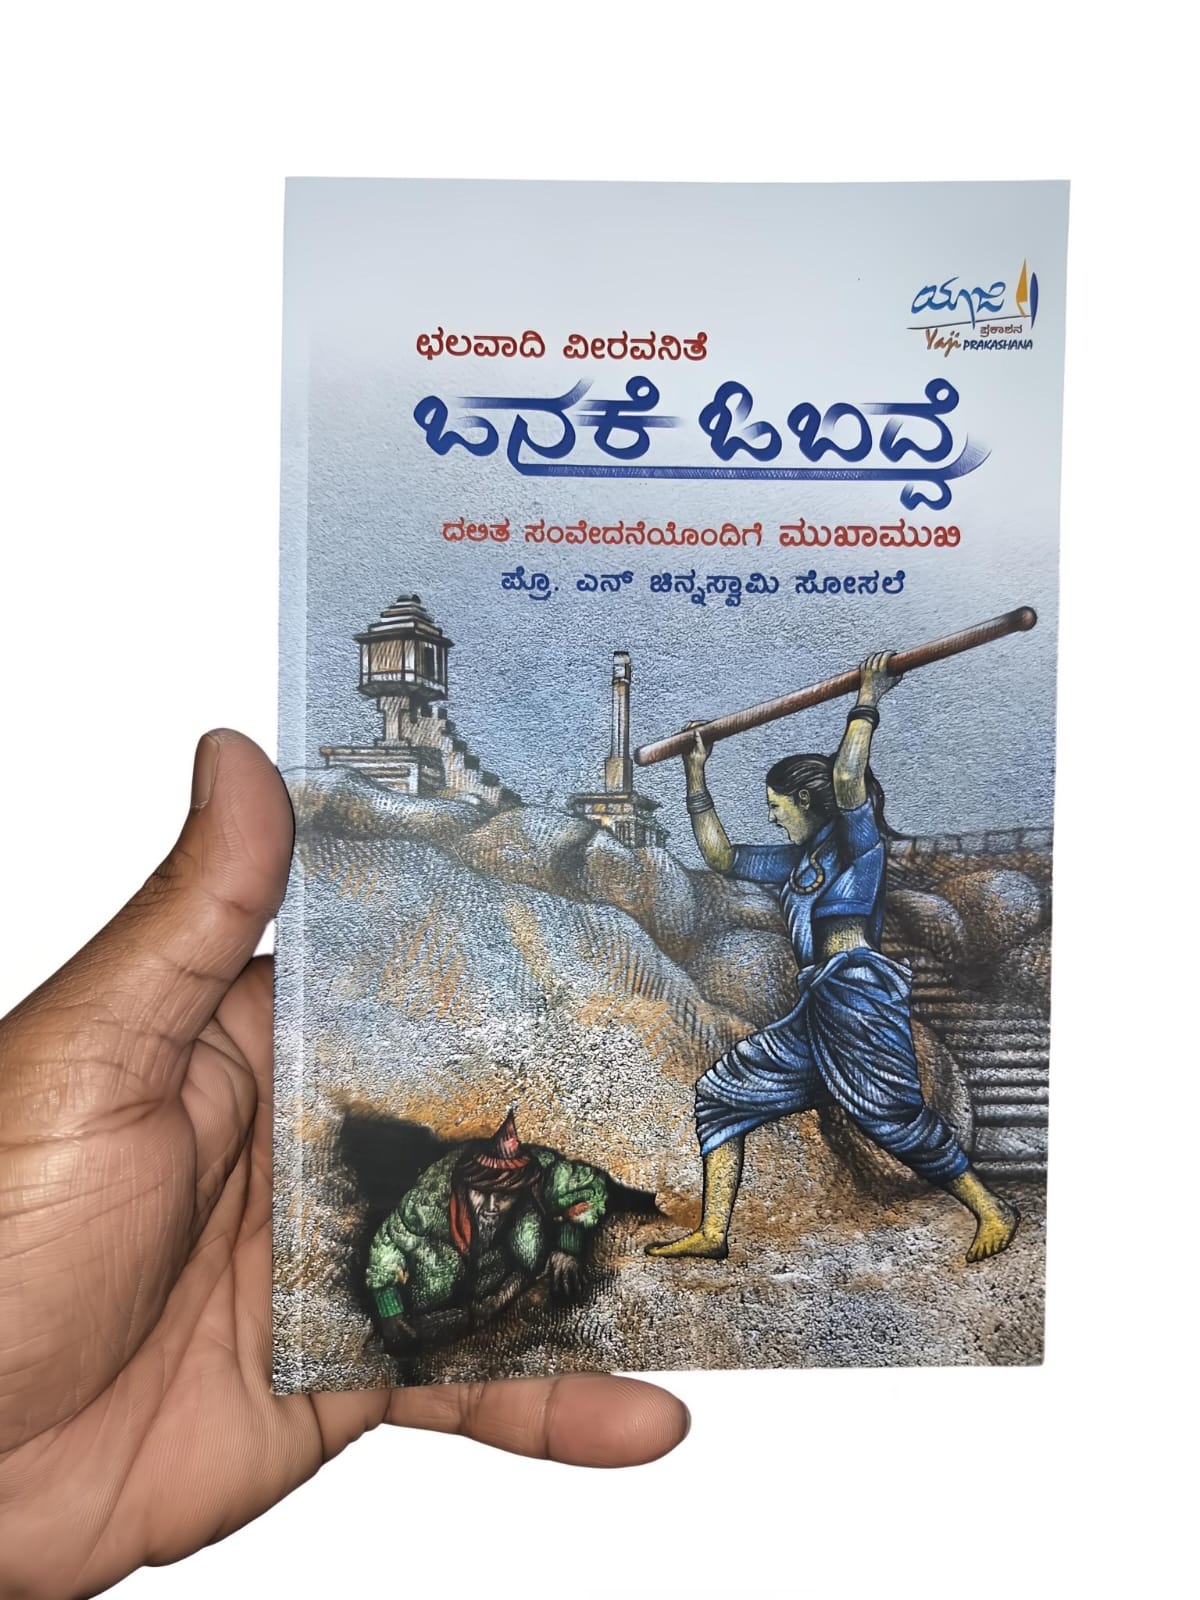 ಯಾಜಿ
ಪ್ರಕಾಶನ
Yaji PRAKASHANA
ಛಲವಾದಿ ವೀರವನಿತೆ
ಒನಕೆ ಓಬವ್ವೆ
ದಲಿತ ಸಂವೇದನೆಯೊಂದಿಗೆ ಮುಖಾಮುಖಿ
ಪ್ರೊ. ಎನ್ ಚಿನ್ನಸ್ವಾಮಿ ಸೋಸಲೆ